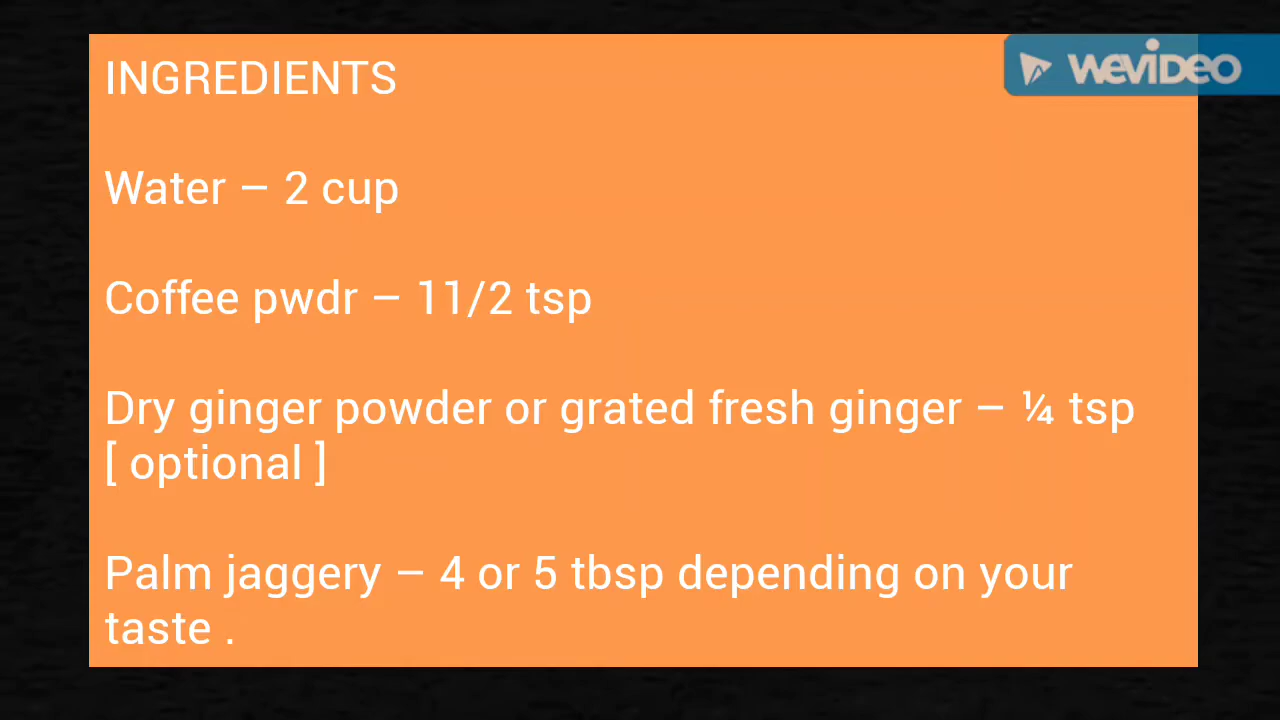 INGREDIENTS
WEVIDEO
Water – 2 cup
Coffee pwdr – 11/2 tsp
Dry ginger powder or grated fresh ginger – ¼ tsp
[ optional ]
Palm jaggery – 4 or 5 tbsp depending on your
taste .